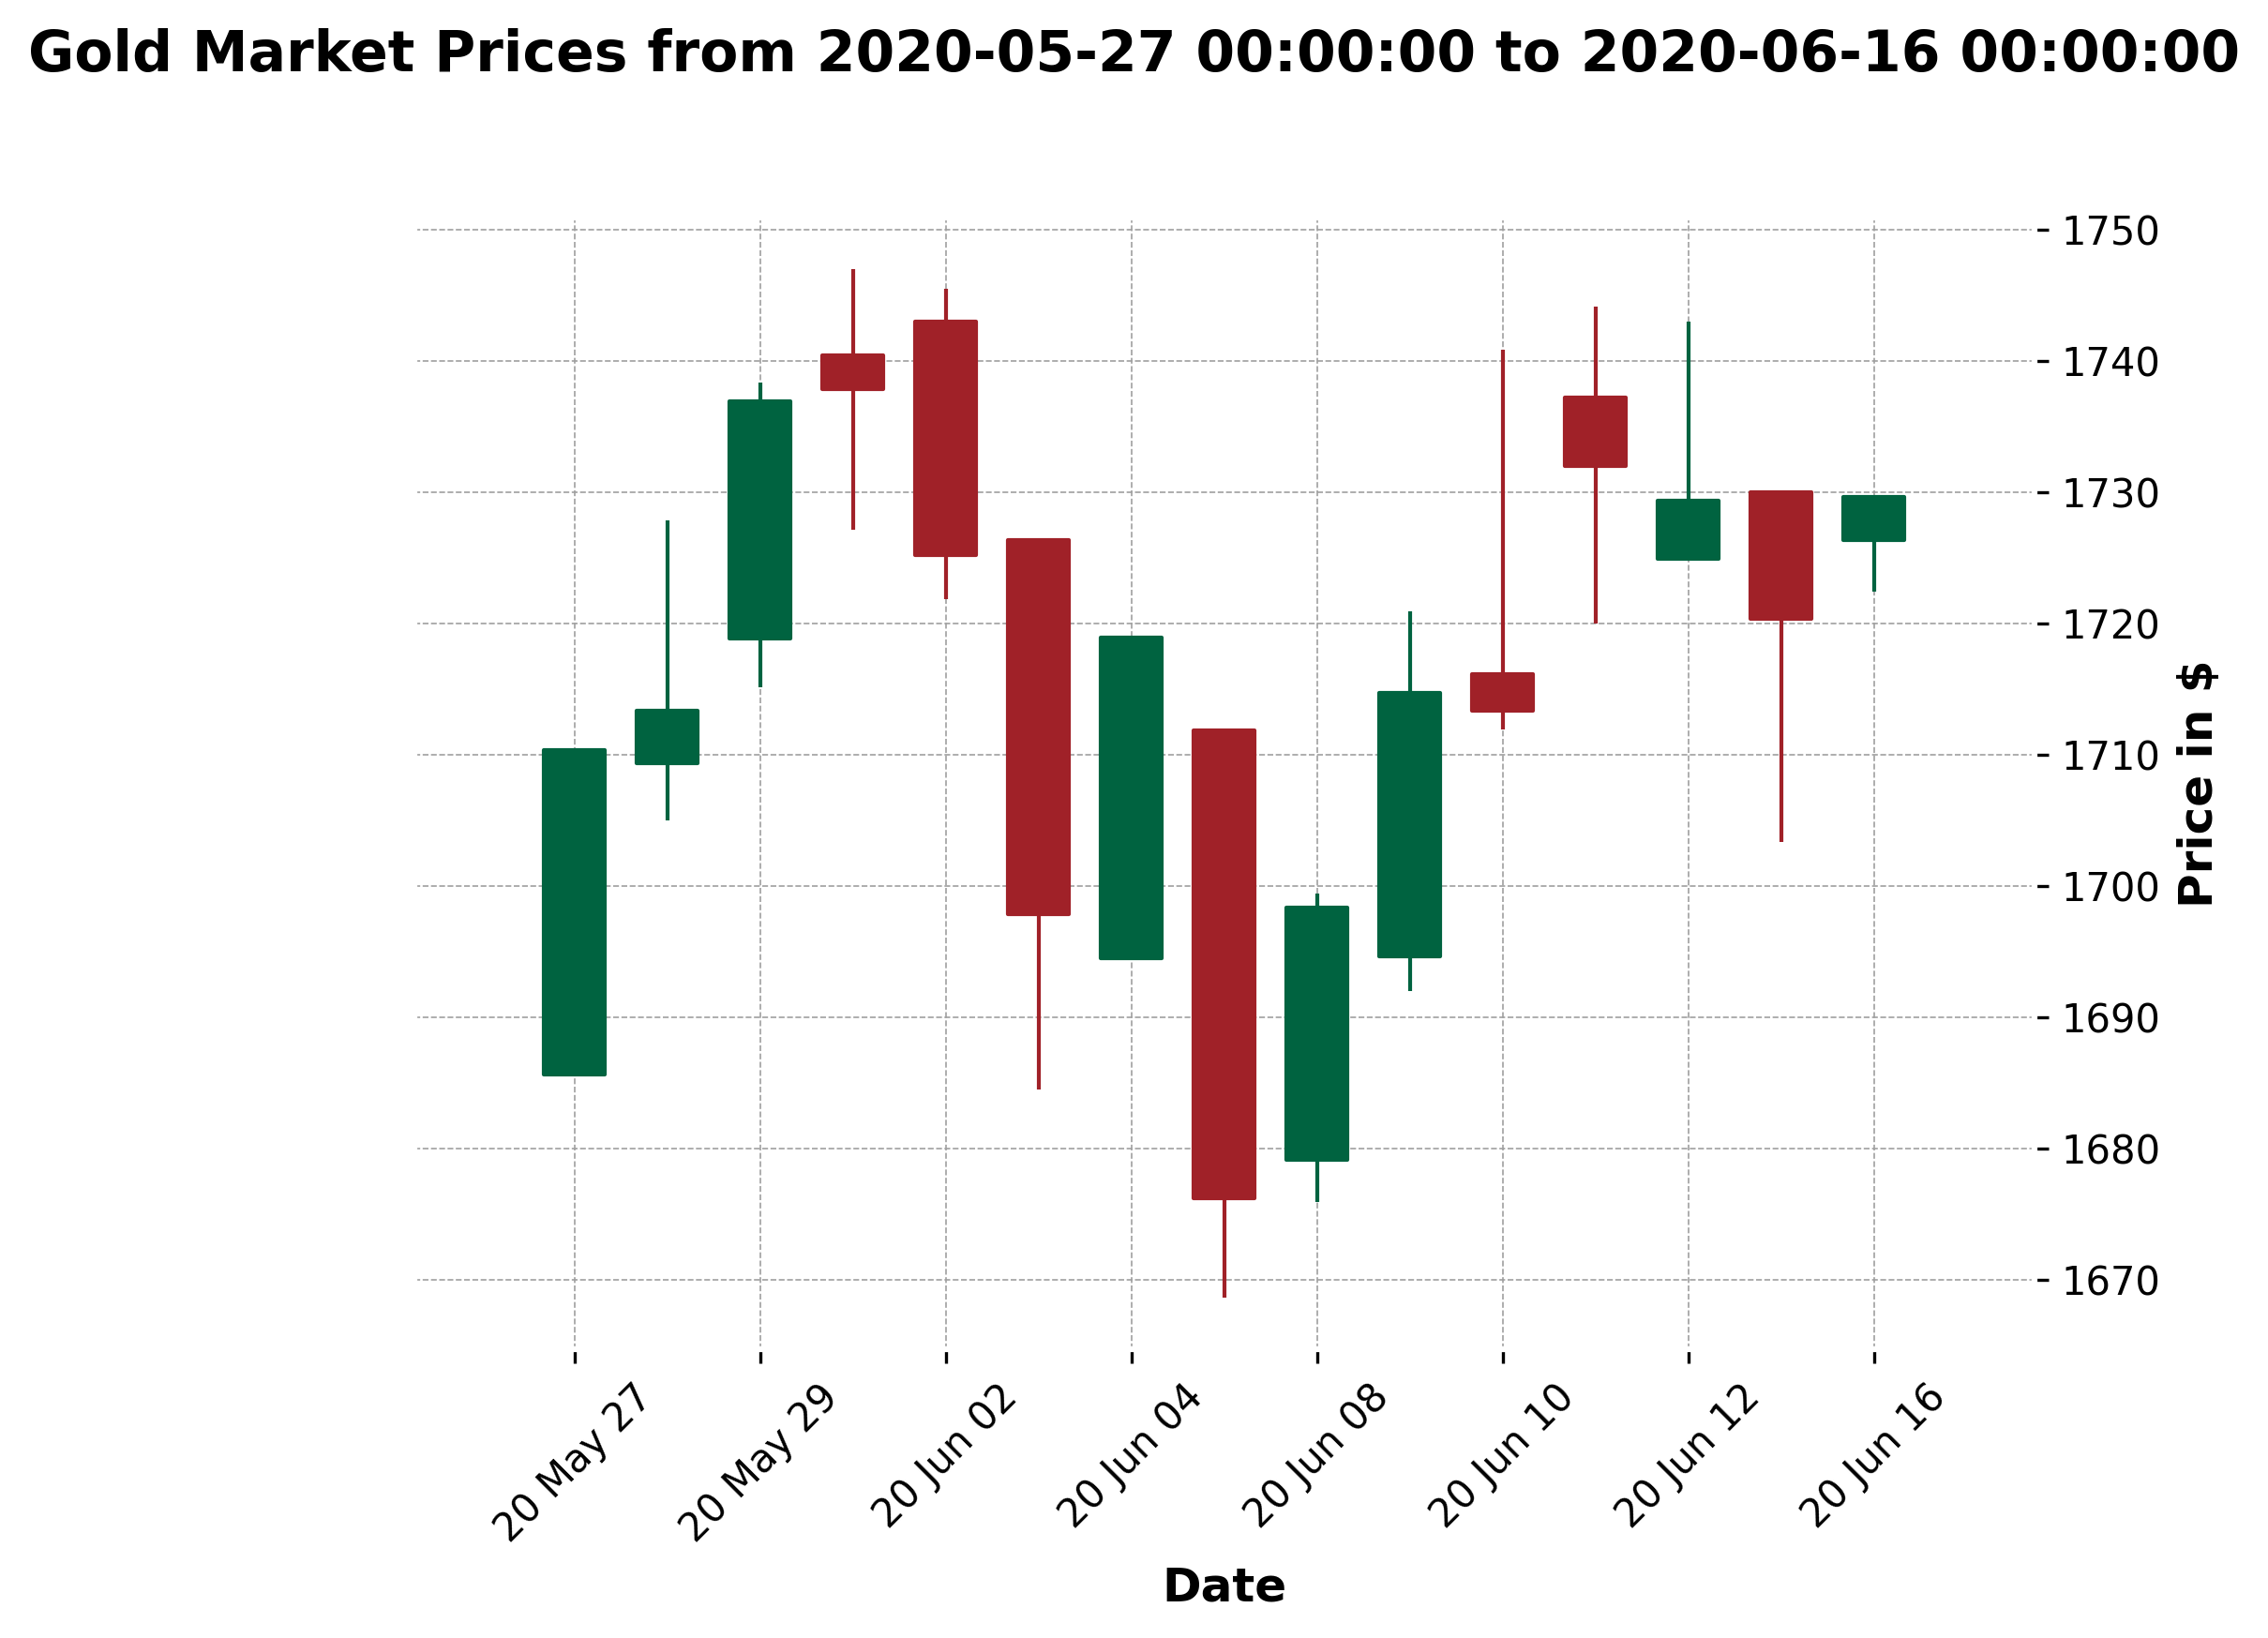 Gold Market Prices from 2020-05-27 00:00:00 to 2020-06-16 00:00:00
1750
1740
1730
1720
1710
1700
1690
1680
1670
Price in $
20 May 27
20 May 29
20 Jun 02
20 Jun 04
20 Jun 08
20 Jun 10
20 Jun 12
20 Jun 16
Date